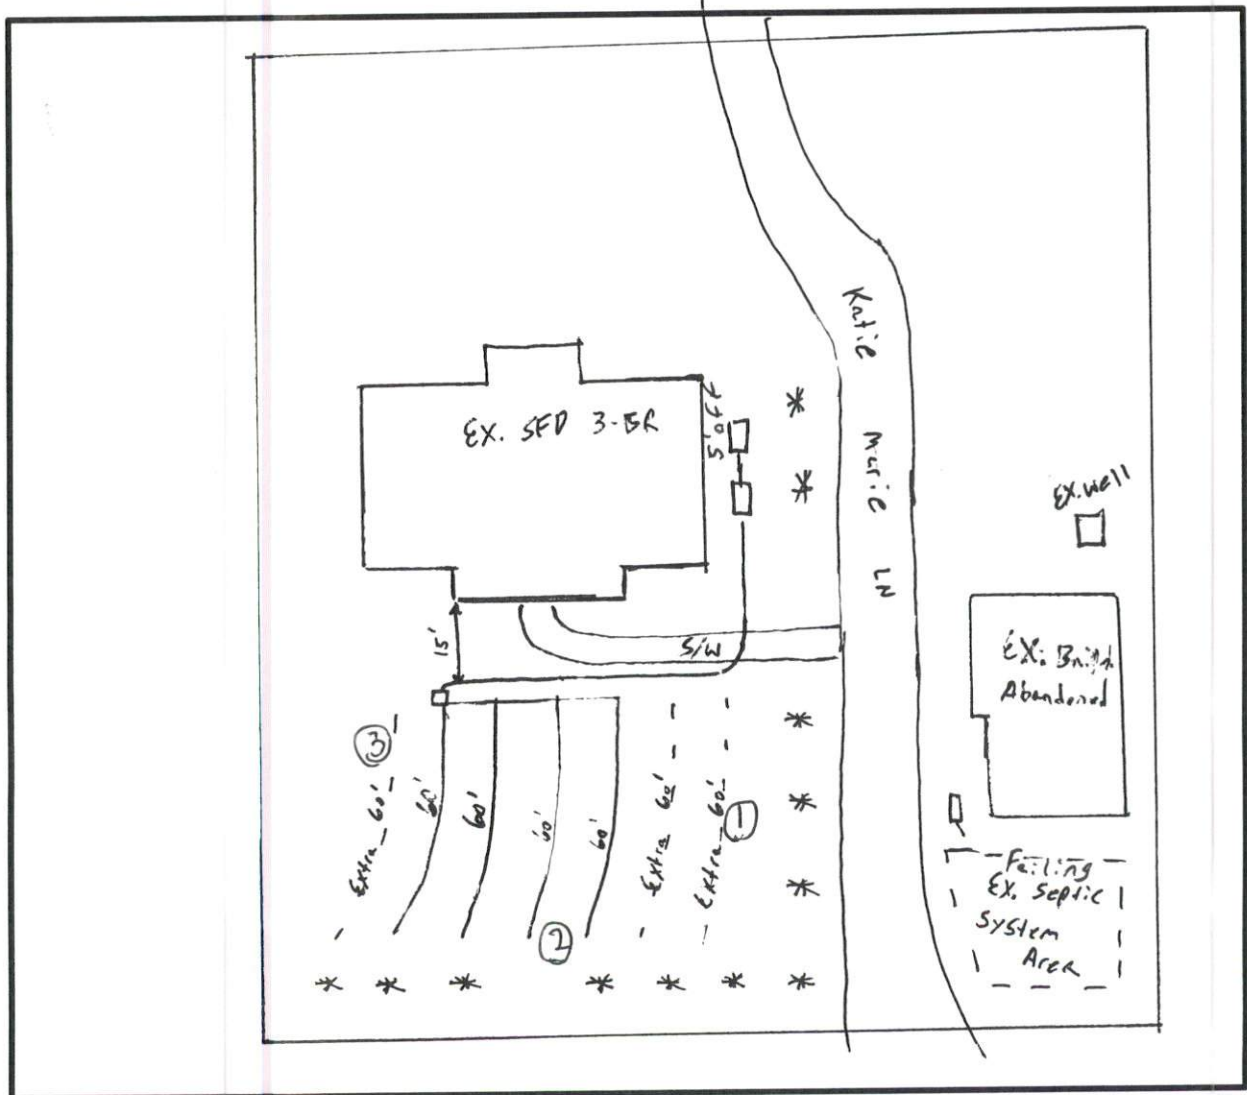 Katie Marie LN
EX. SFD 3-BR
5' off
EX. well
15'
S/W
EX. Build.
Abandoned
3
Extra 60'
60'
60'
60'
60'
Extra 60'
Extra 60'
1
2
Failing
EX. Septic
System
Area